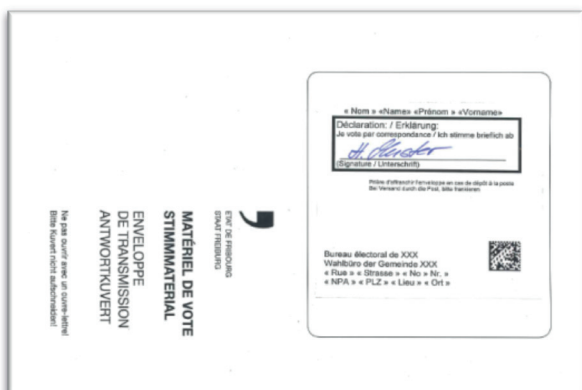 ETAT DE FRIBOURG
STAAT FREIBURG
MATÉRIEL DE VOTE
STIMMMATERIAL
ENVELOPPE
DE TRANSMISSION
ANTWORTKUVERT
Ne pas ouvrir avec un ouvre-lettre!
Bitte Kuvert nicht aufschneiden!
« Nom » «Name» «Prénom » «Vorname»
Déclaration: / Erklärung:
Je vote par correspondance / Ich stimme brieflich ab
H. Muster
(Signature / Unterschrift)
Prière d'affranchir l'enveloppe en cas de dépôt à la poste
Bei Versand durch die Post, bitte frankieren
Bureau électoral de XXX
Wahlbüro der Gemeinde XXX
« Rue » « Strasse » « No » Nr. »
« NPA » « PLZ » « Lieu » « Ort »